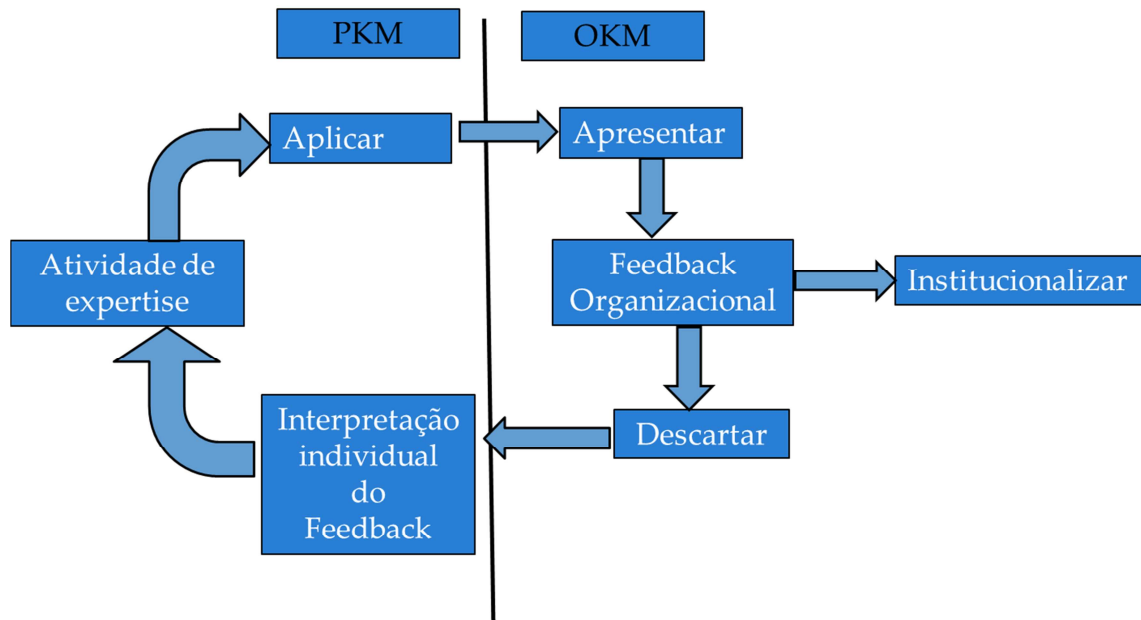 PKM
OKM
Aplicar
Apresentar
Atividade de
expertise
Feedback
Organizacional
Institucionalizar
Interpretação
individual
do
Feedback
Descartar